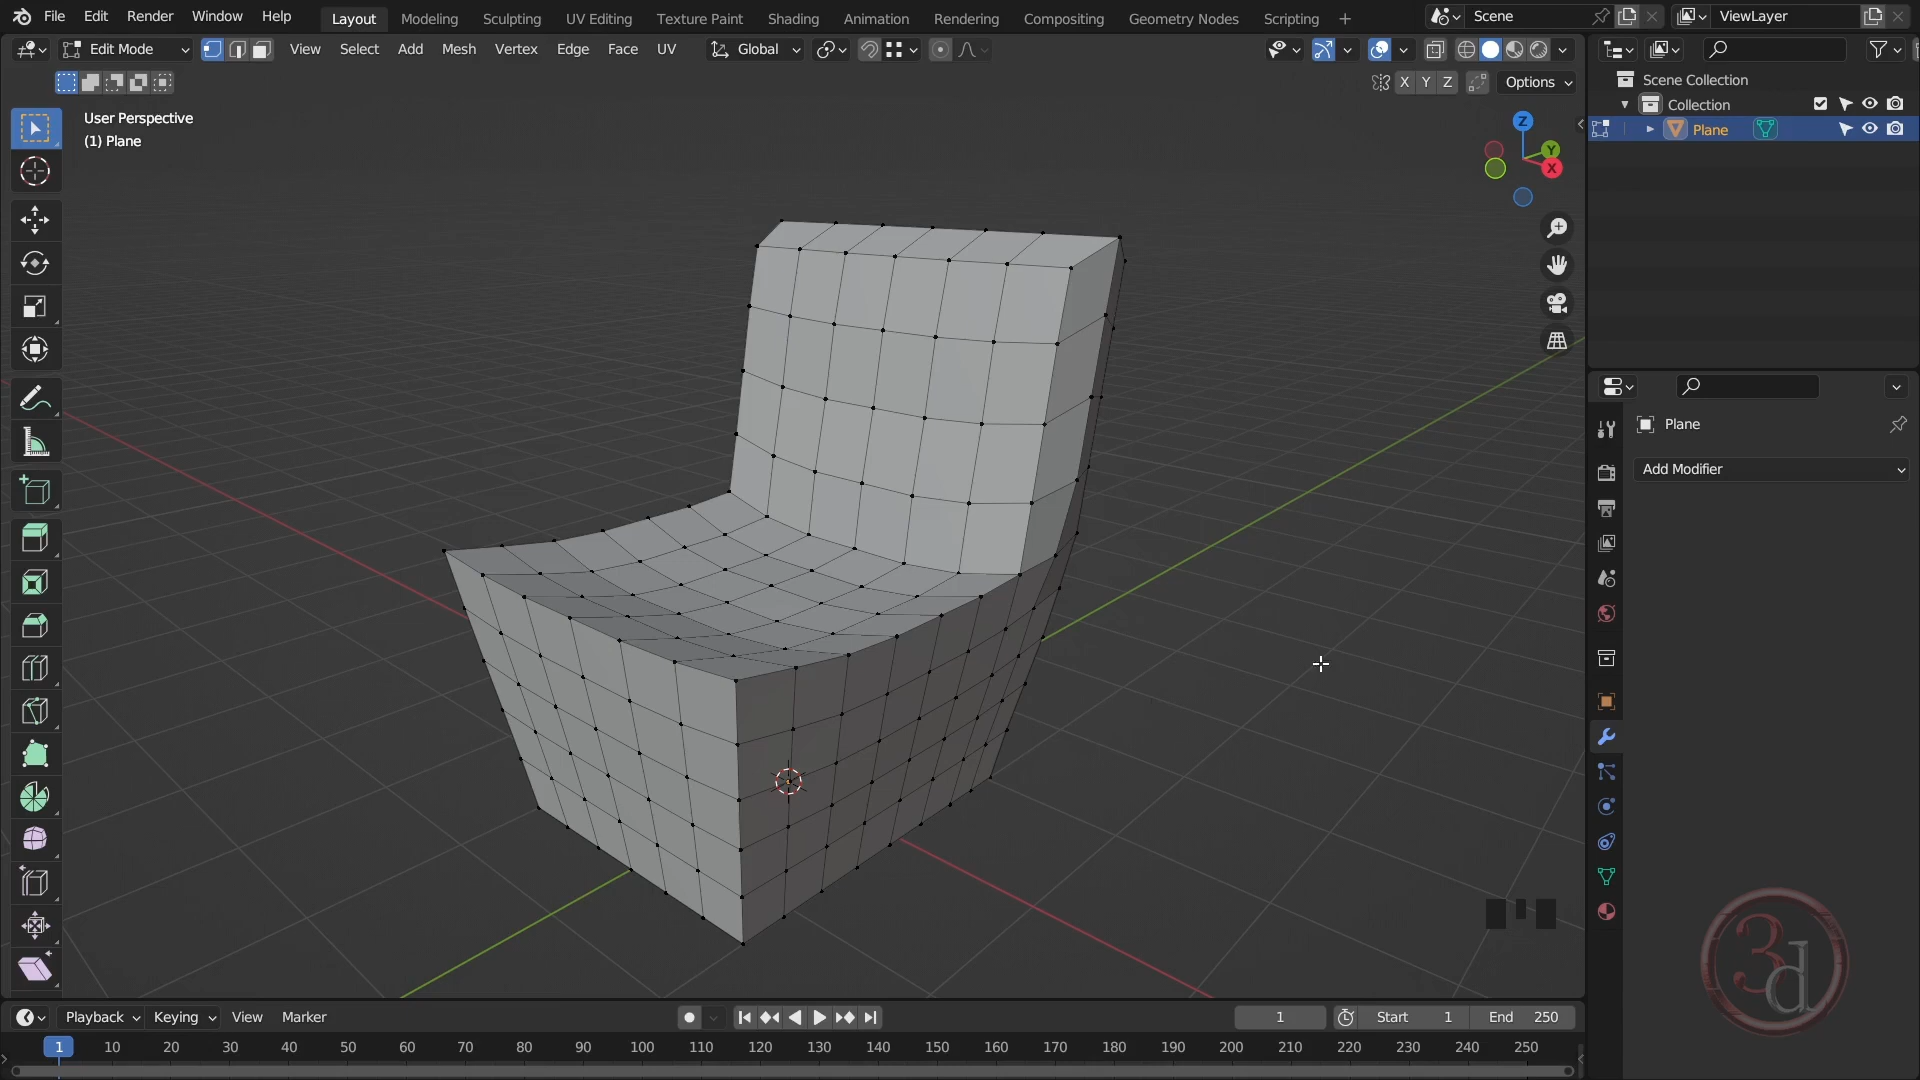 File Edit Render Window Help Layout Modeling Sculpting UV Editing Texture Paint Shading Animation Rendering Compositing Geometry Nodes Scripting + Scene ViewLayer
Edit Mode View Select Add Mesh Vertex Edge Face UV Global
X Y Z Options
Scene Collection
Collection
Plane
User Perspective
(1) Plane
Z
Y
X
Plane
Add Modifier
3d
Playback Keying View Marker 1 Start 1 End 250
1 10 20 30 40 50 60 70 80 90 100 110 120 130 140 150 160 170 180 190 200 210 220 230 240 250